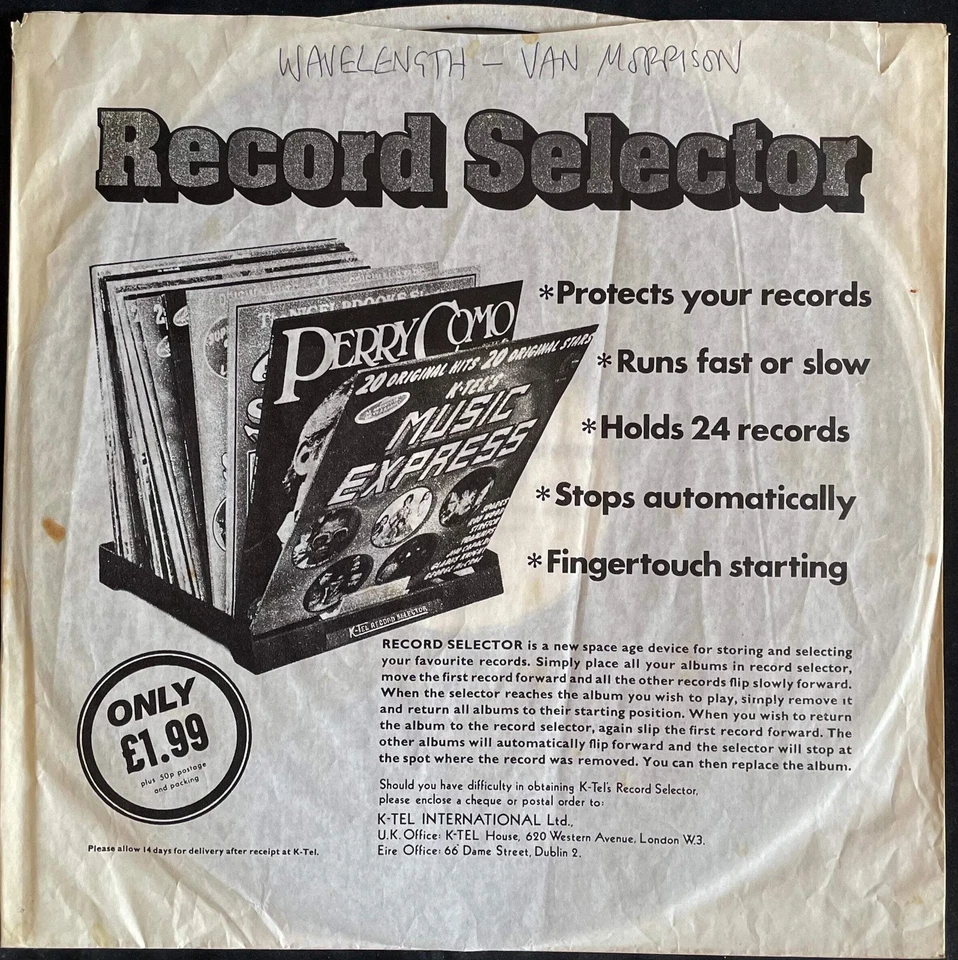 WAVELENGTH – VAN MORRISON
Record Selector
PERRY COMO
20 ORIGINAL HITS 20 ORIGINAL STARS
K-TEL'S
MUSIC
EXPRESS
K-TEL RECORD SELECTOR
*Protects your records
*Runs fast or slow
*Holds 24 records
*Stops automatically
*Fingertouch starting
RECORD SELECTOR is a new space age device for storing and selecting
your favourite records. Simply place all your albums in record selector,
move the first record forward and all the other records flip slowly forward.
When the selector reaches the album you wish to play, simply remove it
and return all albums to their starting position. When you wish to return
the album to the record selector, again slip the first record forward. The
other albums will automatically flip forward and the selector will stop at
the spot where the record was removed. You can then replace the album.
ONLY
£1.99
plus 50p postage
and packing
Please allow 14 days for delivery after receipt at K-Tel.
Should you have difficulty in obtaining K-Tel's Record Selector,
please enclose a cheque or postal order to:
K-TEL INTERNATIONAL Ltd.,
U.K. Office: K-TEL House, 620 Western Avenue, London W.3.
Eire Office: 66 Dame Street, Dublin 2.